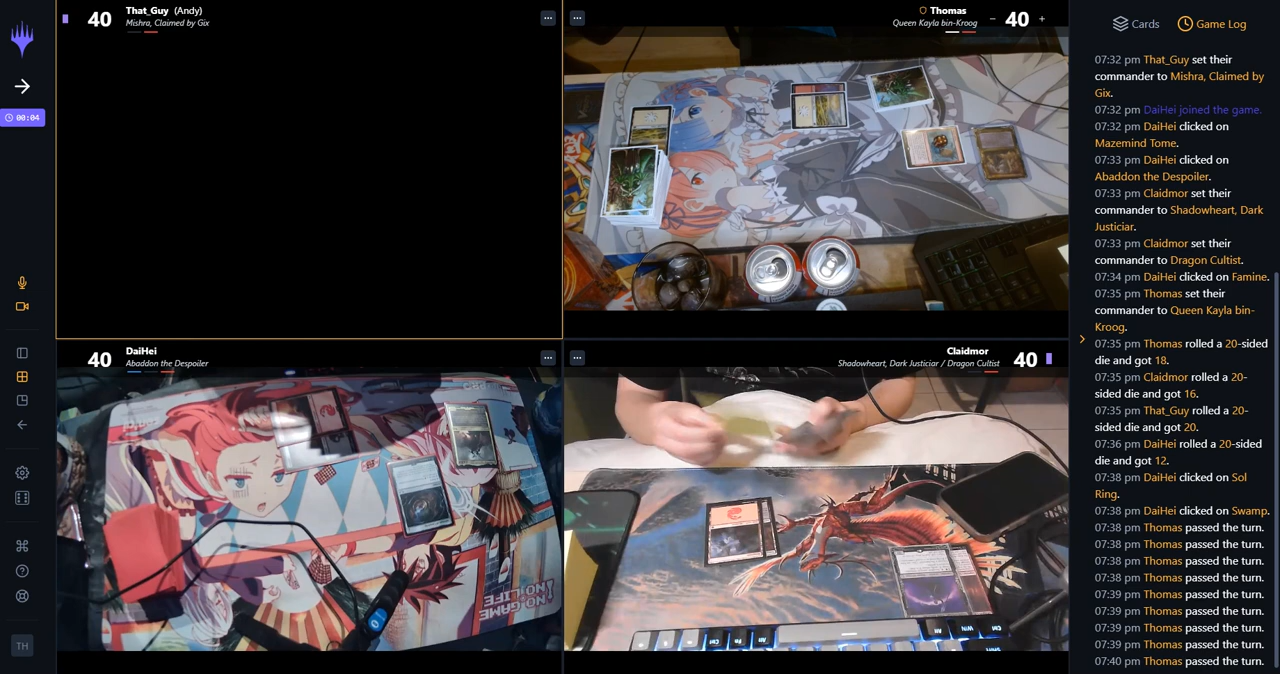 00:04
TH
40
That_Guy (Andy)
Mishra, Claimed by Gix
Thomas
Queen Kayla bin-Kroog
− 40 +
40
DaiHei
Abaddon the Despoiler
Claidmor
Shadowheart, Dark Justiciar / Dragon Cultist
40
NO GAME
NO LIFE
Cards
Game Log
07:32 pm That_Guy set their
commander to Mishra, Claimed by
Gix.
07:32 pm DaiHei joined the game.
07:32 pm DaiHei clicked on
Mazemind Tome.
07:33 pm DaiHei clicked on
Abaddon the Despoiler.
07:33 pm Claidmor set their
commander to Shadowheart, Dark
Justiciar.
07:33 pm Claidmor set their
commander to Dragon Cultist.
07:34 pm DaiHei clicked on Famine.
07:35 pm Thomas set their
commander to Queen Kayla bin-
Kroog.
07:35 pm Thomas rolled a 20-sided
die and got 18.
07:35 pm Claidmor rolled a 20-
sided die and got 16.
07:35 pm That_Guy rolled a 20-
sided die and got 20.
07:36 pm DaiHei rolled a 20-sided
die and got 12.
07:38 pm DaiHei clicked on Sol
Ring.
07:38 pm DaiHei clicked on Swamp.
07:38 pm Thomas passed the turn.
07:38 pm Thomas passed the turn.
07:38 pm Thomas passed the turn.
07:38 pm Thomas passed the turn.
07:39 pm Thomas passed the turn.
07:39 pm Thomas passed the turn.
07:39 pm Thomas passed the turn.
07:39 pm Thomas passed the turn.
07:40 pm Thomas passed the turn.